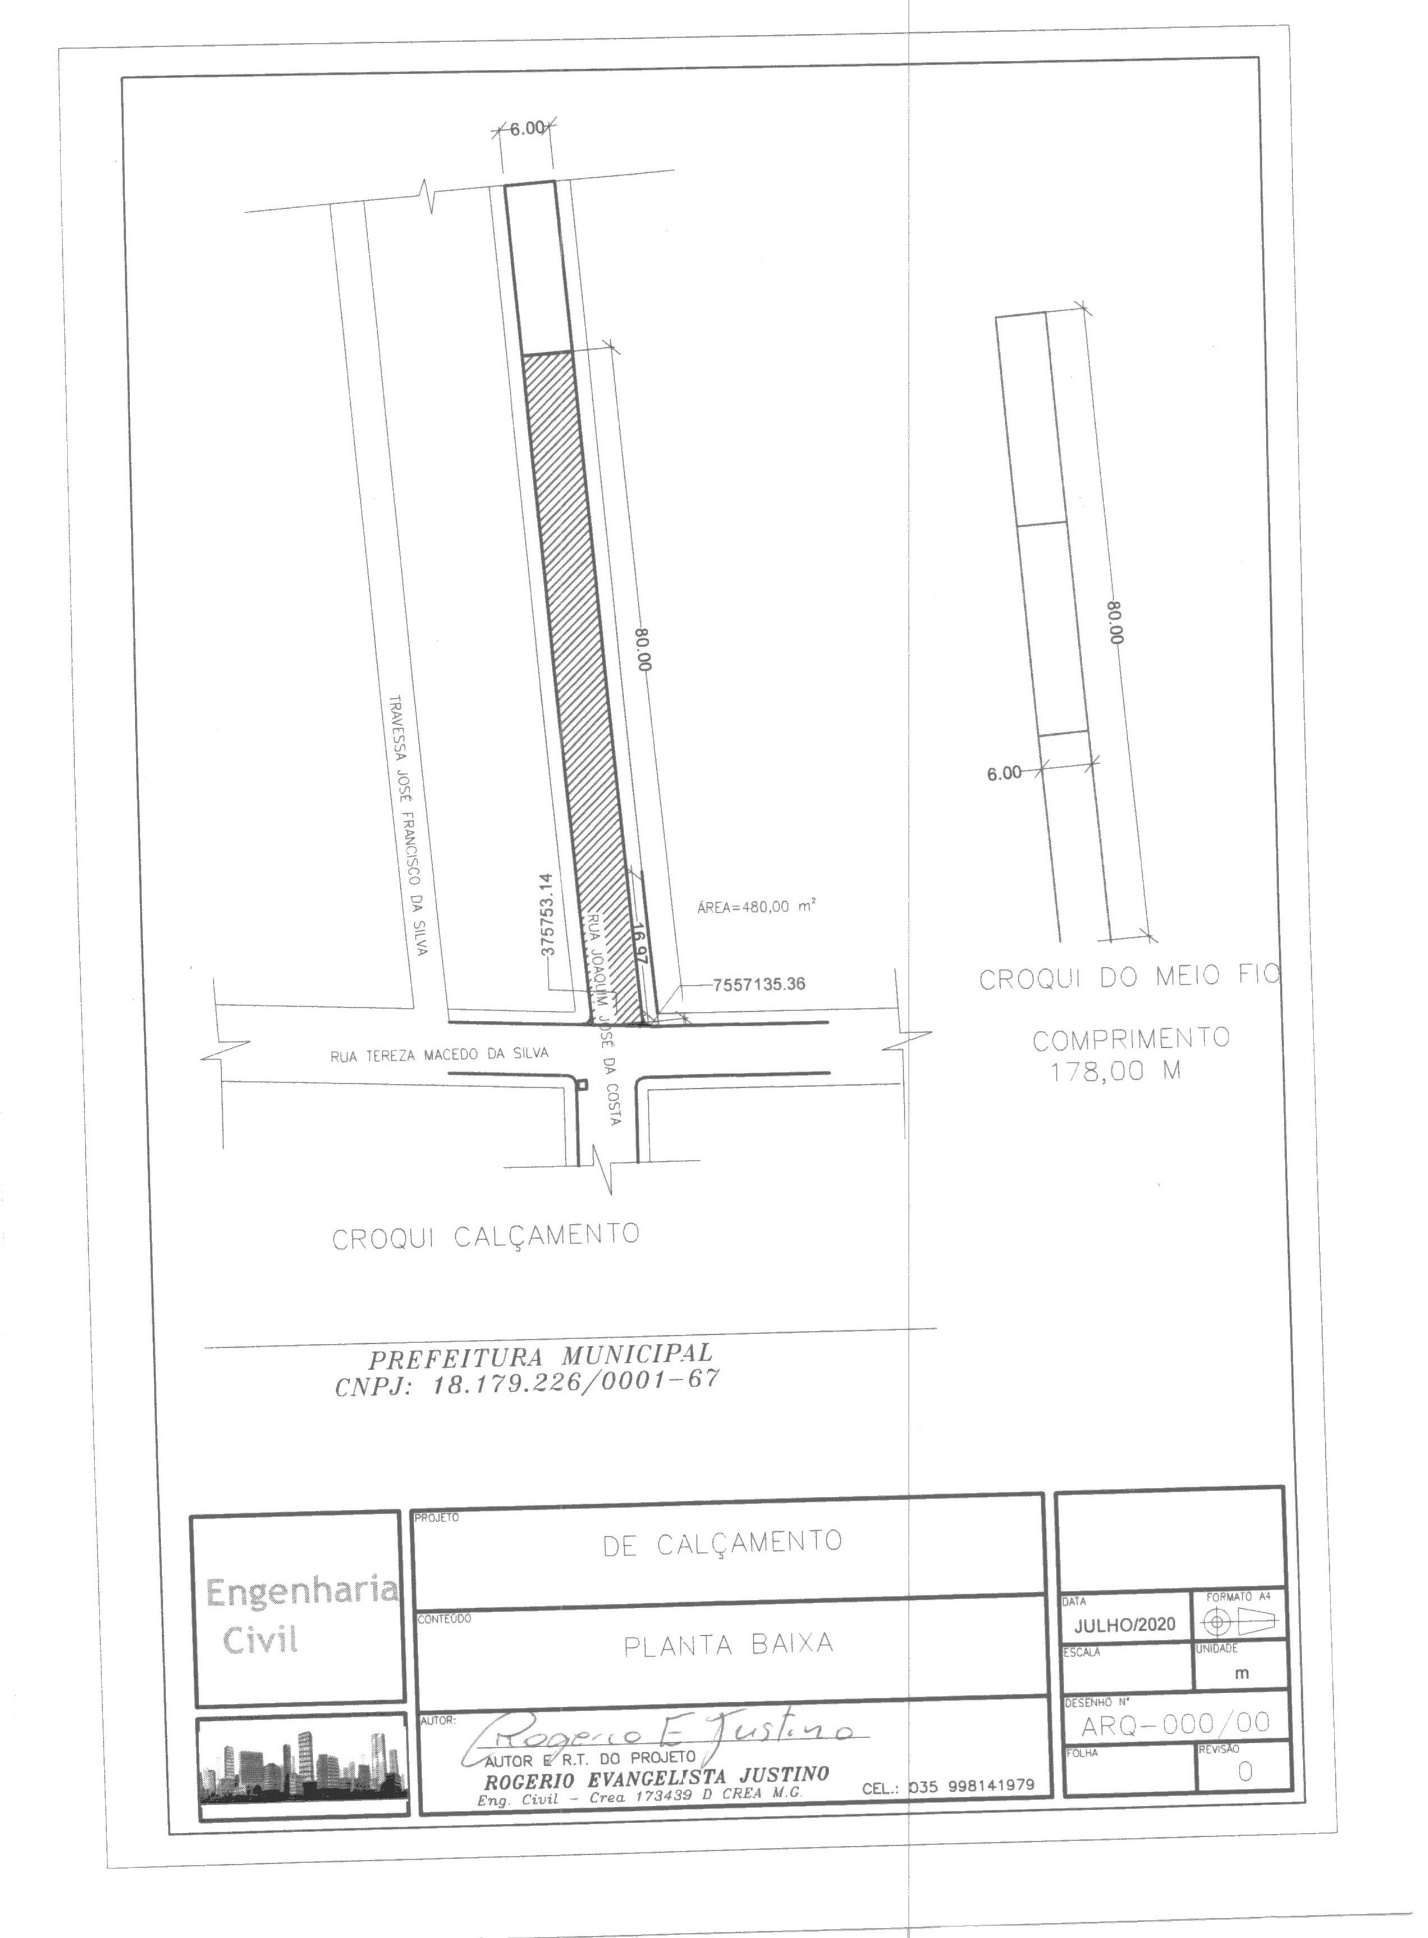 6.00
80.00
80.00
6.00
TRAVESSA JOSÉ FRANCISCO DA SILVA
375753.14
RUA JOAQUIM JOSÉ DA COSTA
16.97
ÁREA=480,00 m²
7557135.36
RUA TEREZA MACEDO DA SILVA
CROQUI DO MEIO FIO
COMPRIMENTO
178,00 M
CROQUI CALÇAMENTO
PREFEITURA MUNICIPAL
CNPJ: 18.179.226/0001-67
Engenharia
Civil
PROJETO
DE CALÇAMENTO
CONTEÚDO
PLANTA BAIXA
AUTOR:
Rogerio E Justino
AUTOR E R.T. DO PROJETO
ROGERIO EVANGELISTA JUSTINO
Eng. Civil - Crea 173439 D CREA M.G.
CEL.: 035 998141979
DATA
JULHO/2020
FORMATO A4
ESCALA
UNIDADE
m
DESENHO N°
ARQ-000/00
FOLHA
REVISÃO
0